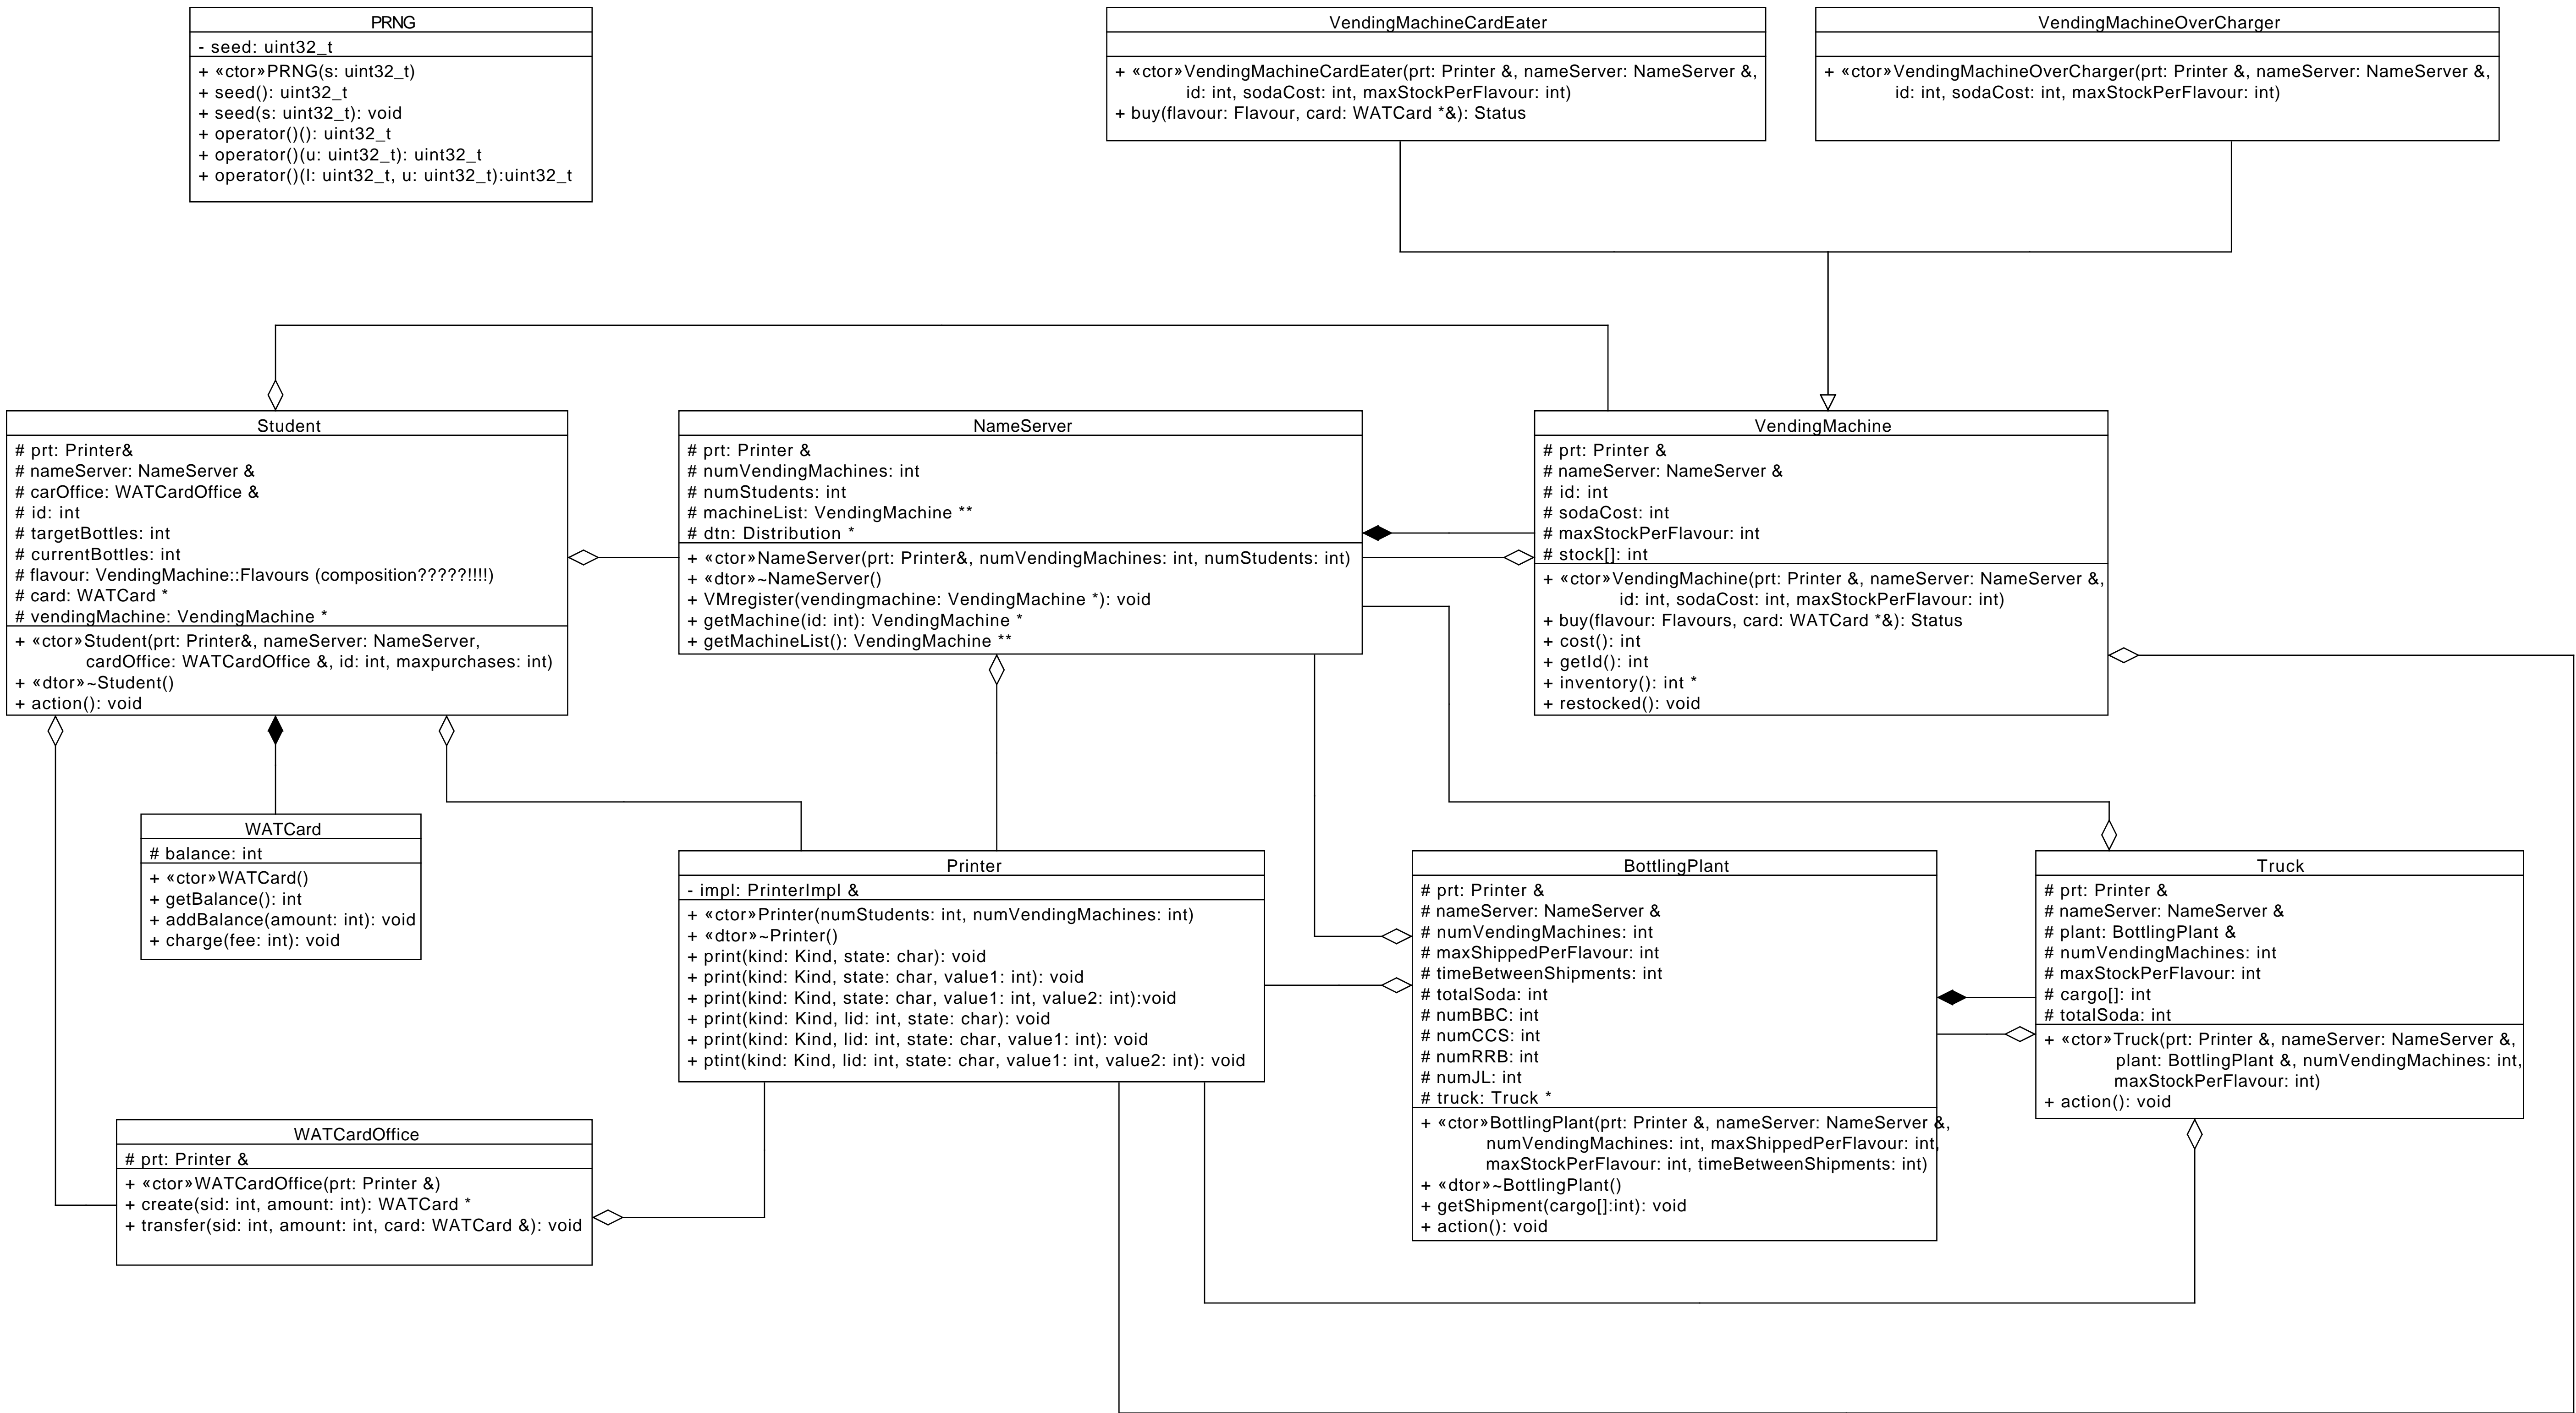 PRNG
- seed: uint32_t
+ «ctor»PRNG(s: uint32_t)
+ seed(): uint32_t
+ seed(s: uint32_t): void
+ operator()(): uint32_t
+ operator()(u: uint32_t): uint32_t
+ operator()(l: uint32_t, u: uint32_t):uint32_t
VendingMachineCardEater
+ «ctor»VendingMachineCardEater(prt: Printer &, nameServer: NameServer &,
id: int, sodaCost: int, maxStockPerFlavour: int)
+ buy(flavour: Flavour, card: WATCard *&): Status
VendingMachineOverCharger
+ «ctor»VendingMachineOverCharger(prt: Printer &, nameServer: NameServer &,
id: int, sodaCost: int, maxStockPerFlavour: int)
Student
# prt: Printer&
# nameServer: NameServer &
# carOffice: WATCardOffice &
# id: int
# targetBottles: int
# currentBottles: int
# flavour: VendingMachine::Flavours (composition?????!!!!)
# card: WATCard *
# vendingMachine: VendingMachine *
+ «ctor»Student(prt: Printer&, nameServer: NameServer,
cardOffice: WATCardOffice &, id: int, maxpurchases: int)
+ «dtor»~Student()
+ action(): void
NameServer
# prt: Printer &
# numVendingMachines: int
# numStudents: int
# machineList: VendingMachine **
# dtn: Distribution *
+ «ctor»NameServer(prt: Printer&, numVendingMachines: int, numStudents: int)
+ «dtor»~NameServer()
+ VMregister(vendingmachine: VendingMachine *): void
+ getMachine(id: int): VendingMachine *
+ getMachineList(): VendingMachine **
VendingMachine
# prt: Printer &
# nameServer: NameServer &
# id: int
# sodaCost: int
# maxStockPerFlavour: int
# stock[]: int
+ «ctor»VendingMachine(prt: Printer &, nameServer: NameServer &,
id: int, sodaCost: int, maxStockPerFlavour: int)
+ buy(flavour: Flavours, card: WATCard *&): Status
+ cost(): int
+ getId(): int
+ inventory(): int *
+ restocked(): void
WATCard
# balance: int
+ «ctor»WATCard()
+ getBalance(): int
+ addBalance(amount: int): void
+ charge(fee: int): void
Printer
- impl: PrinterImpl &
+ «ctor»Printer(numStudents: int, numVendingMachines: int)
+ «dtor»~Printer()
+ print(kind: Kind, state: char): void
+ print(kind: Kind, state: char, value1: int): void
+ print(kind: Kind, state: char, value1: int, value2: int):void
+ print(kind: Kind, lid: int, state: char): void
+ print(kind: Kind, lid: int, state: char, value1: int): void
+ ptint(kind: Kind, lid: int, state: char, value1: int, value2: int): void
BottlingPlant
# prt: Printer &
# nameServer: NameServer &
# numVendingMachines: int
# maxShippedPerFlavour: int
# timeBetweenShipments: int
# totalSoda: int
# numBBC: int
# numCCS: int
# numRRB: int
# numJL: int
# truck: Truck *
+ «ctor»BottlingPlant(prt: Printer &, nameServer: NameServer &,
numVendingMachines: int, maxShippedPerFlavour: int,
maxStockPerFlavour: int, timeBetweenShipments: int)
+ «dtor»~BottlingPlant()
+ getShipment(cargo[]:int): void
+ action(): void
Truck
# prt: Printer &
# nameServer: NameServer &
# plant: BottlingPlant &
# numVendingMachines: int
# maxStockPerFlavour: int
# cargo[]: int
# totalSoda: int
+ «ctor»Truck(prt: Printer &, nameServer: NameServer &,
plant: BottlingPlant &, numVendingMachines: int,
maxStockPerFlavour: int)
+ action(): void
WATCardOffice
# prt: Printer &
+ «ctor»WATCardOffice(prt: Printer &)
+ create(sid: int, amount: int): WATCard *
+ transfer(sid: int, amount: int, card: WATCard &): void